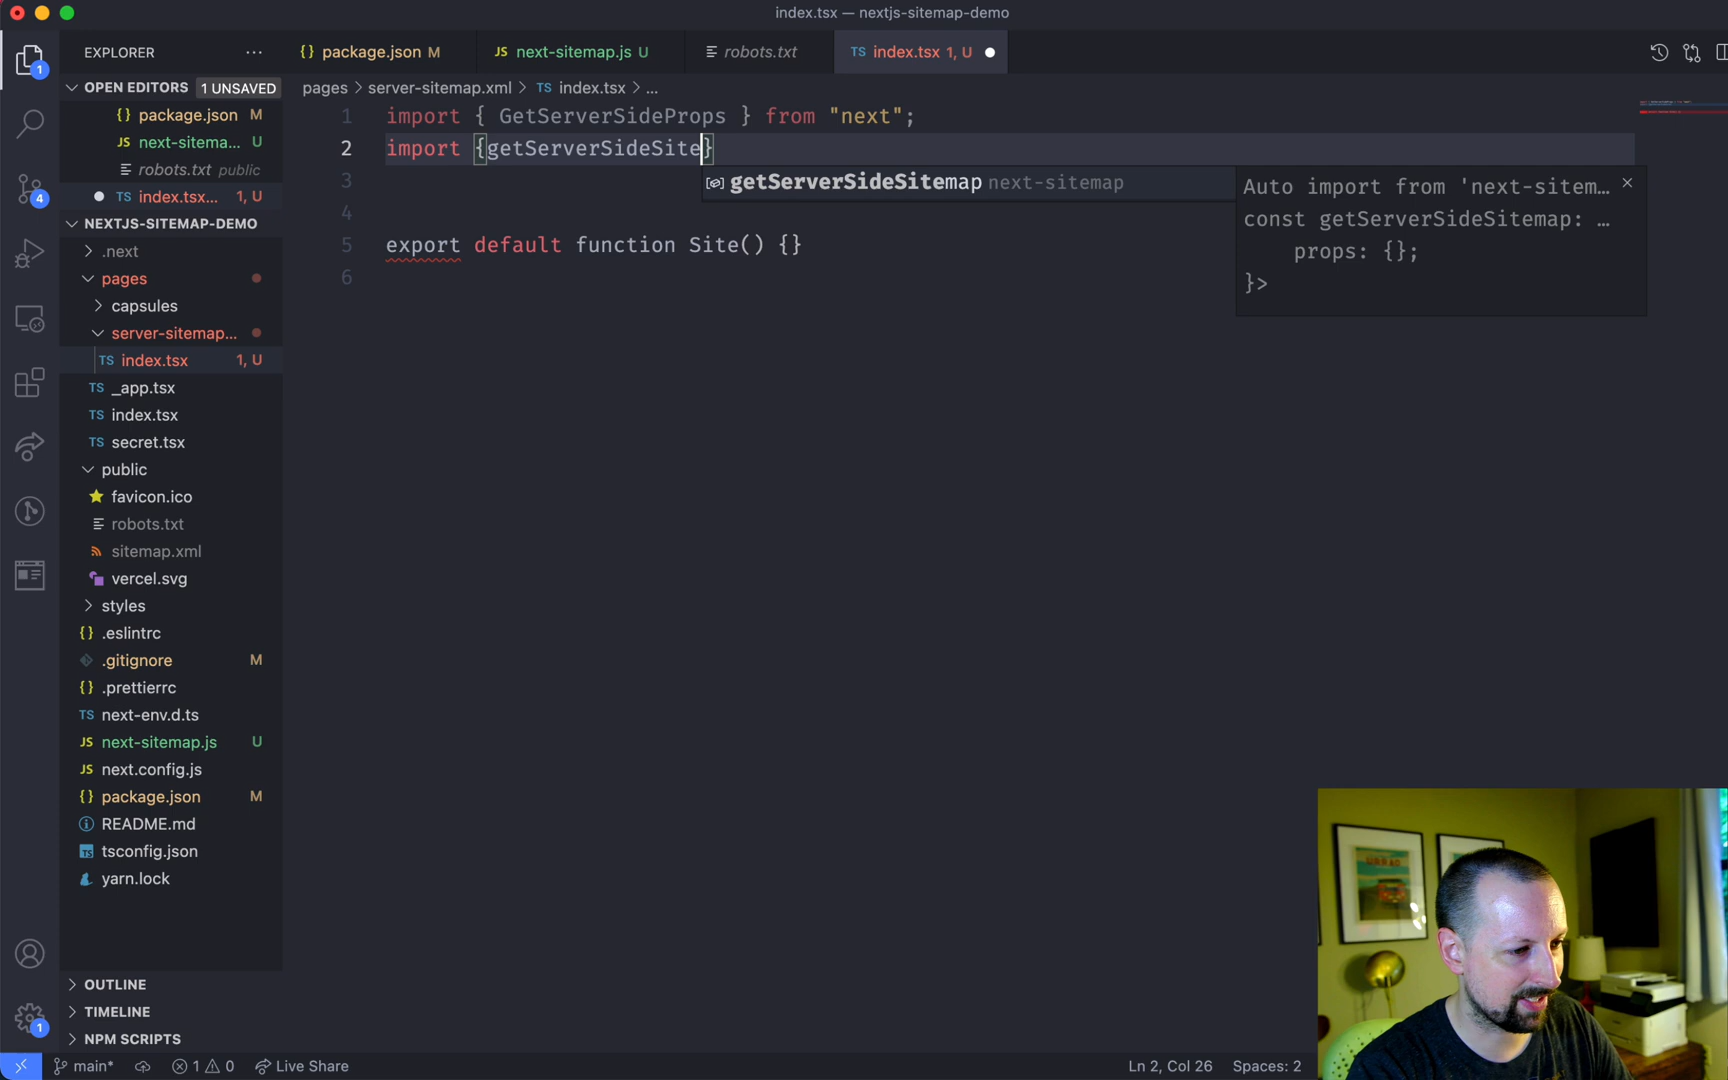 index.tsx — nextjs-sitemap-demo
EXPLORER
package.json M
next-sitemap.js U
robots.txt
TS index.tsx 1, U
OPEN EDITORS 1 UNSAVED
{} package.json M
JS next-sitema... U
robots.txt public
TS index.tsx... 1, U
NEXTJS-SITEMAP-DEMO
.next
pages
capsules
server-sitemap...
TS index.tsx 1, U
TS _app.tsx
TS index.tsx
TS secret.tsx
public
favicon.ico
robots.txt
sitemap.xml
vercel.svg
styles
{} .eslintrc
.gitignore M
{} .prettierrc
TS next-env.d.ts
JS next-sitemap.js U
JS next.config.js
{} package.json M
README.md
TS tsconfig.json
yarn.lock
OUTLINE
TIMELINE
NPM SCRIPTS
pages > server-sitemap.xml > TS index.tsx > ...
1 import { GetServerSideProps } from "next";
2 import {getServerSideSite}
getServerSideSitemap next-sitemap
Auto import from 'next-sitem…
const getServerSideSitemap: …
props: {};
}>
3
4
5 export default function Site() {}
6
1
4
1
main*
1 0
Live Share
Ln 2, Col 26
Spaces: 2